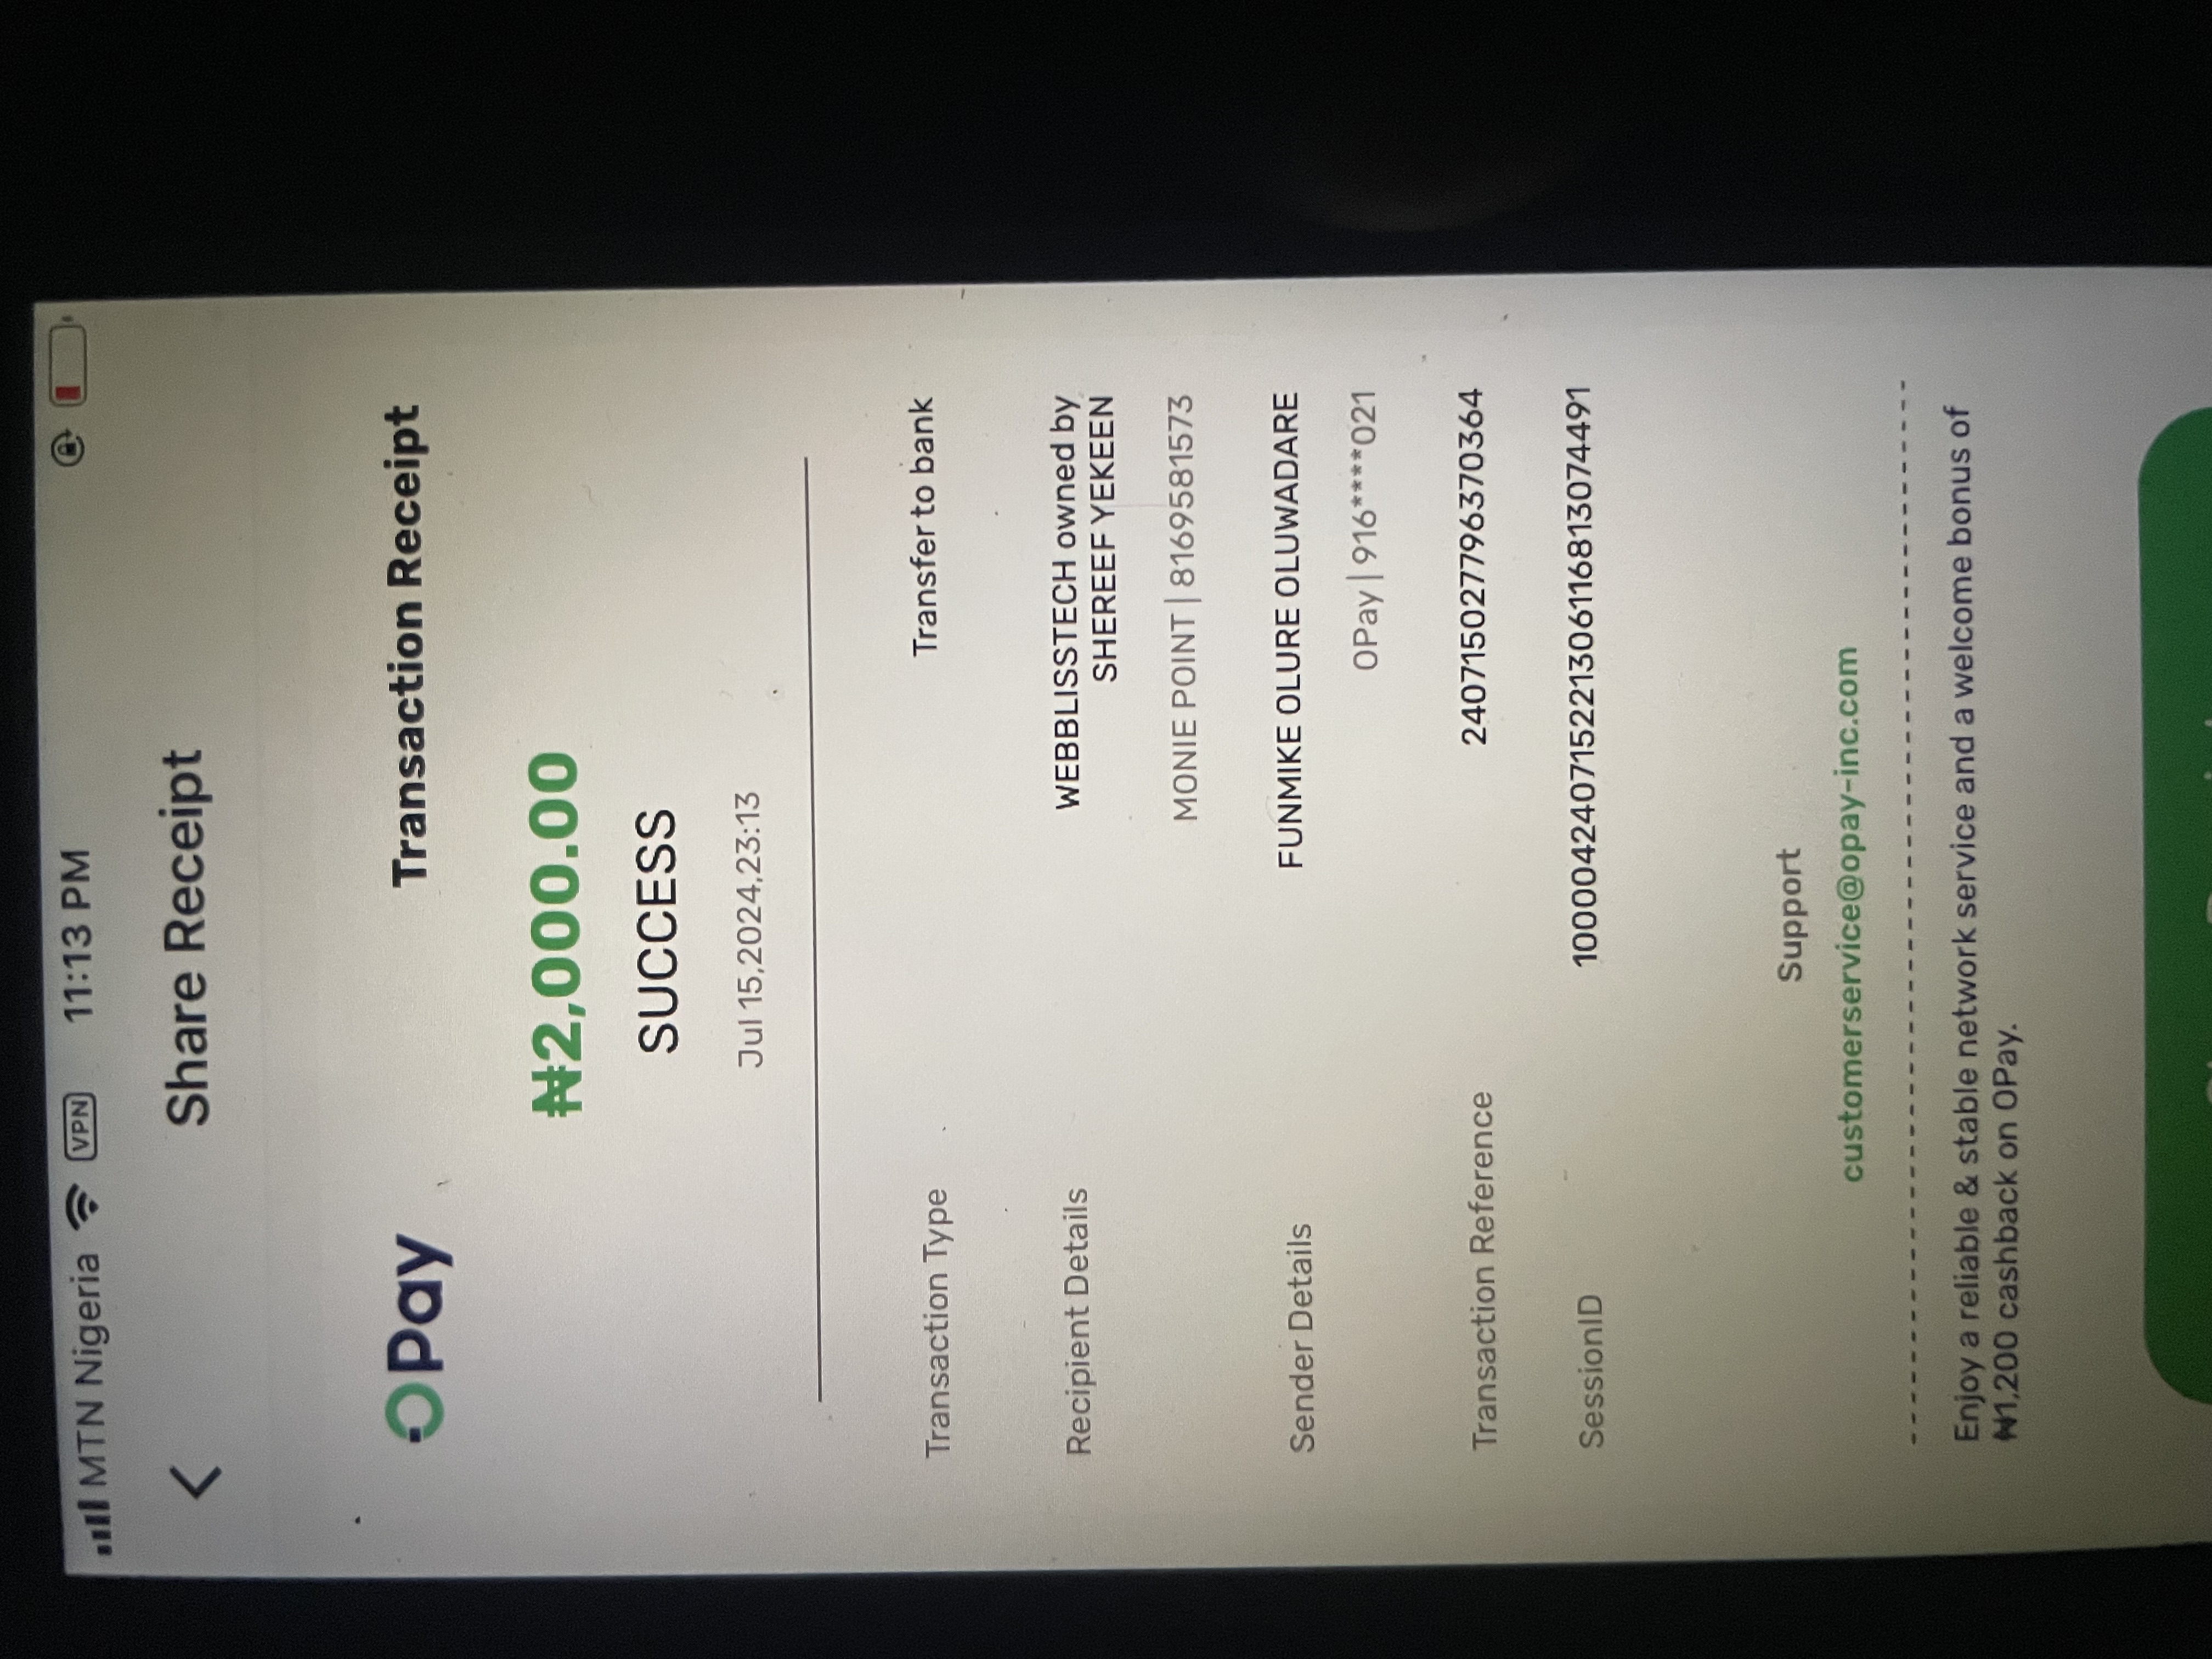 MTN Nigeria VPN 11:13 PM
Share Receipt
OPay Transaction Receipt
₦2,000.00
SUCCESS
Jul 15,2024,23:13
Transaction Type Transfer to bank
Recipient Details WEBBLISSTECH owned by
SHEREEF YEKEEN
MONIE POINT | 8169581573
Sender Details FUNMIKE OLURE OLUWADARE
OPay | 916****021
Transaction Reference 240715027796370364
SessionID 100004240715221306116813074491
Support
customerservice@opay-inc.com
Enjoy a reliable & stable network service and a welcome bonus of
₦1,200 cashback on OPay.